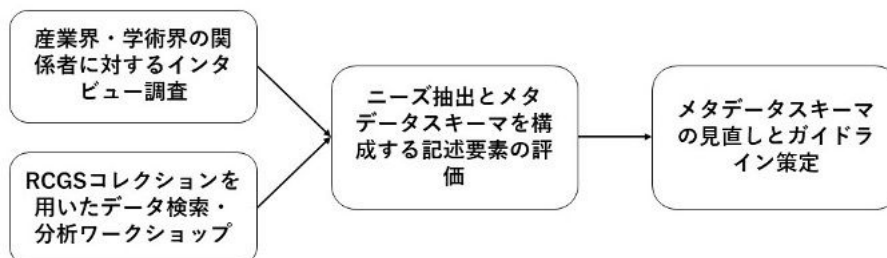 産業界・学術界の関
係者に対するインタ
ビュー調査
RCGSコレクションを
用いたデータ検索・
分析ワークショップ
ニーズ抽出とメタ
データスキーマを構
成する記述要素の評
価
メタデータスキーマ
の見直しとガイドラ
イン策定